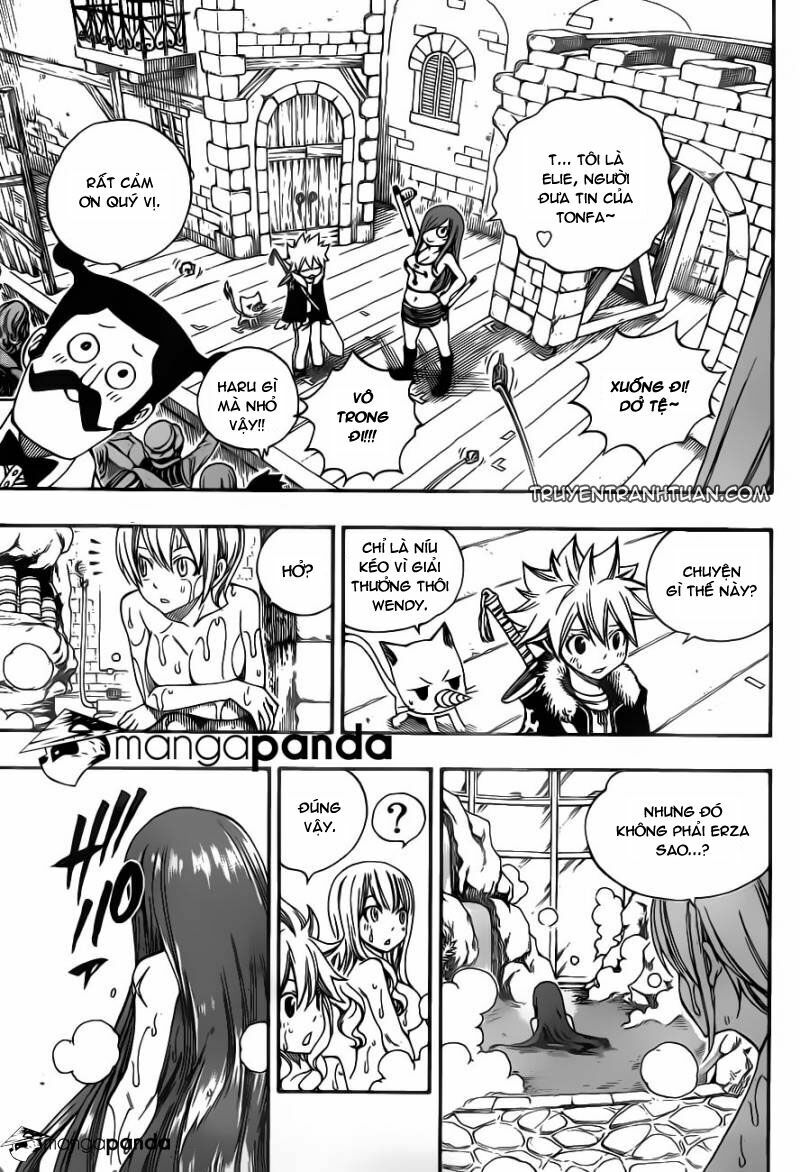 T... TÔI LÀ
ELIE, NGƯỜI
ĐƯA TIN CỦA
TONFA~
RẤT CẢM
ƠN QUÝ VỊ.
XUỐNG ĐI!
DỞ TỆ~
VÔ
TRONG
ĐI!!!
HARU GÌ
MÀ NHỎ
VẬY!!
TRUYENTRANHTUAN.COM
CHUYỆN
GÌ THẾ NÀY?
CHỈ LÀ NÍU
KÉO VÌ GIẢI
THƯỞNG THÔI
WENDY.
HỞ?
mangapanda
NHƯNG ĐÓ
KHÔNG PHẢI ERZA
SAO...?
?
ĐÚNG
VẬY.
mangapanda